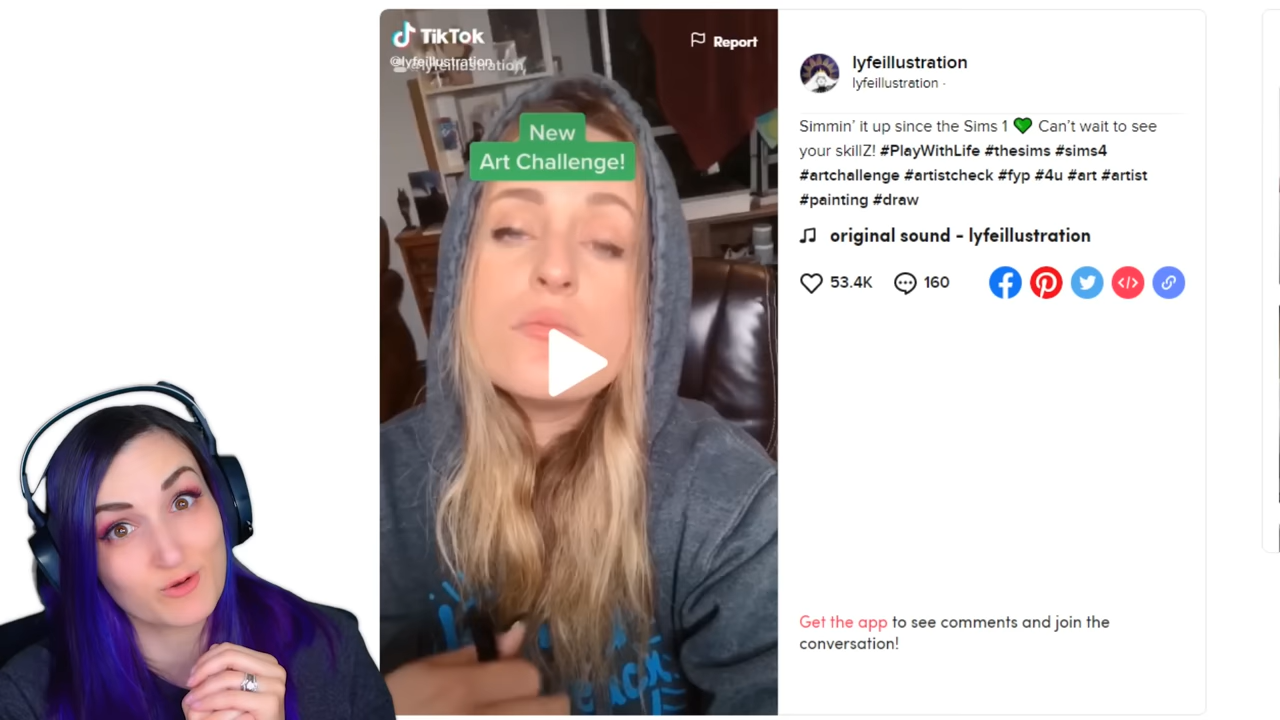 TikTok
@lyfeillustration
Report
New
Art Challenge!
lyfeillustration
lyfeillustration ·
Simmin' it up since the Sims 1 💚 Can't wait to see
your skillZ! #PlayWithLife #thesims #sims4
#artchallenge #artistcheck #fyp #4u #art #artist
#painting #draw
original sound - lyfeillustration
53.4K
160
Get the app to see comments and join the
conversation!